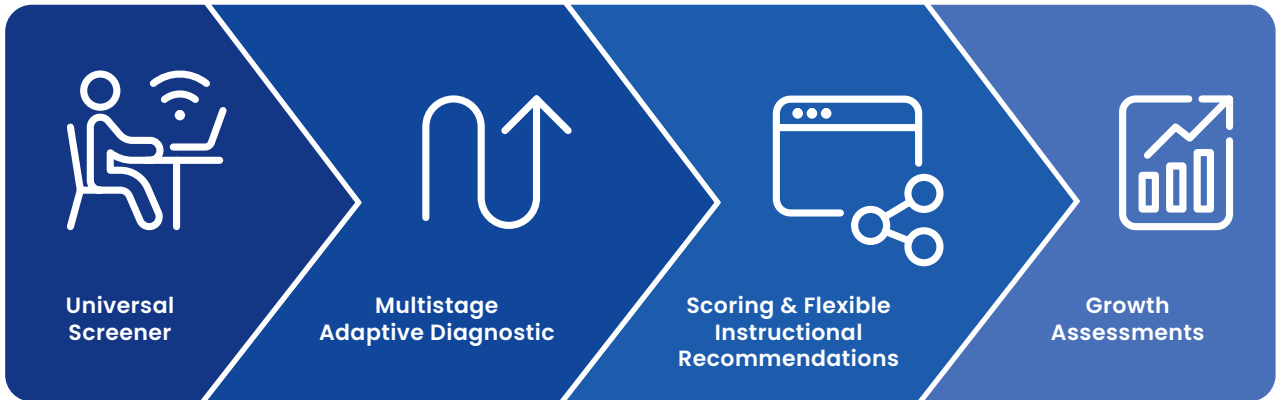 Universal
Screener
Multistage
Adaptive Diagnostic
Scoring & Flexible
Instructional
Recommendations
Growth
Assessments